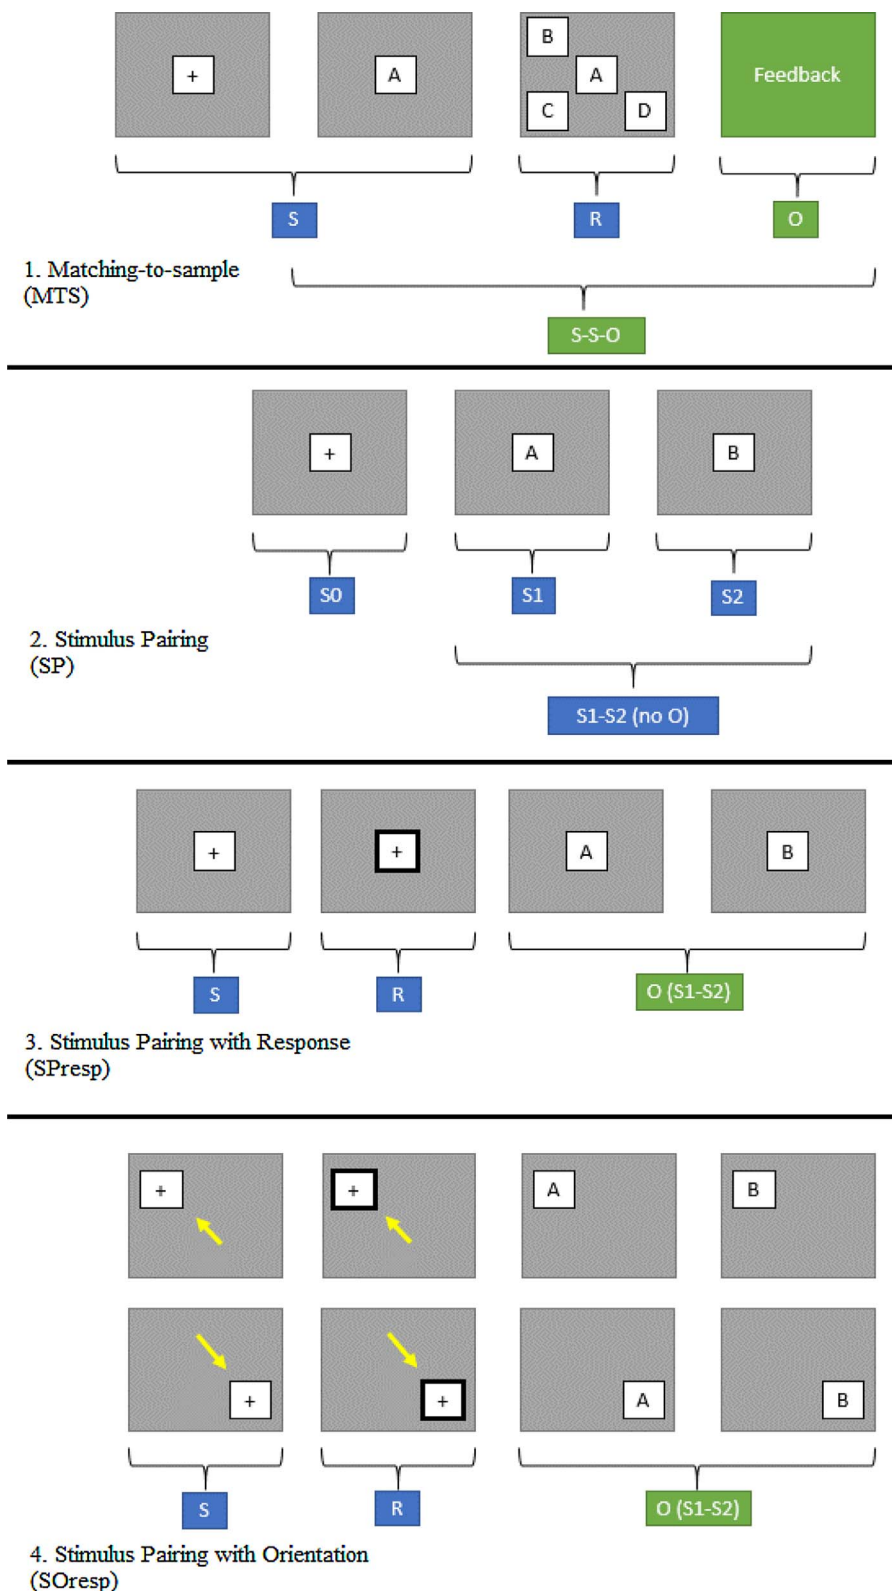 +
A
B
A
C
D
Feedback
S
R
O
1. Matching-to-sample
(MTS)
S-S-O
+
A
B
S0
S1
S2
2. Stimulus Pairing
(SP)
S1-S2 (no O)
+
+
A
B
S
R
O (S1-S2)
3. Stimulus Pairing with Response
(SPresp)
+
+
A
B
+
+
A
B
S
R
O (S1-S2)
4. Stimulus Pairing with Orientation
(SOresp)